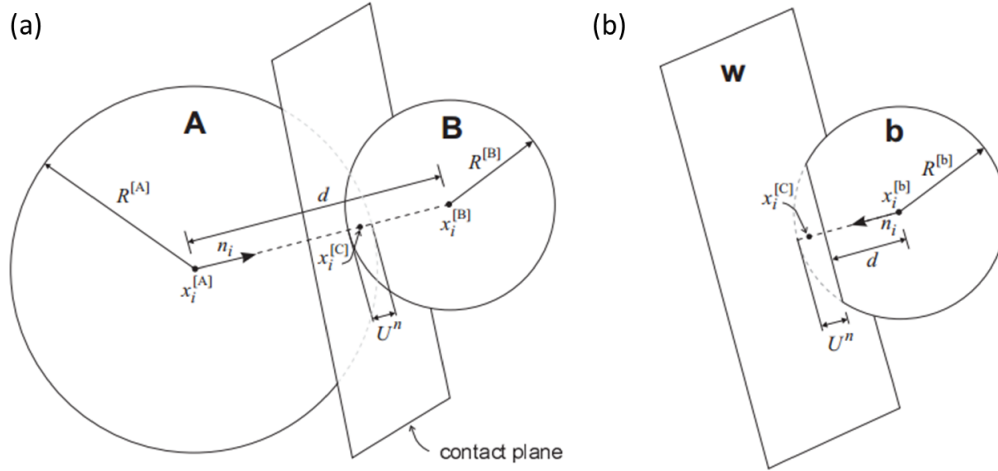 (a)
A
B
R^[A]
R^[B]
d
n_i
x_i^[A]
x_i^[B]
x_i^[C]
U^n
contact plane
(b)
w
b
R^[b]
x_i^[b]
x_i^[C]
n_i
d
U^n